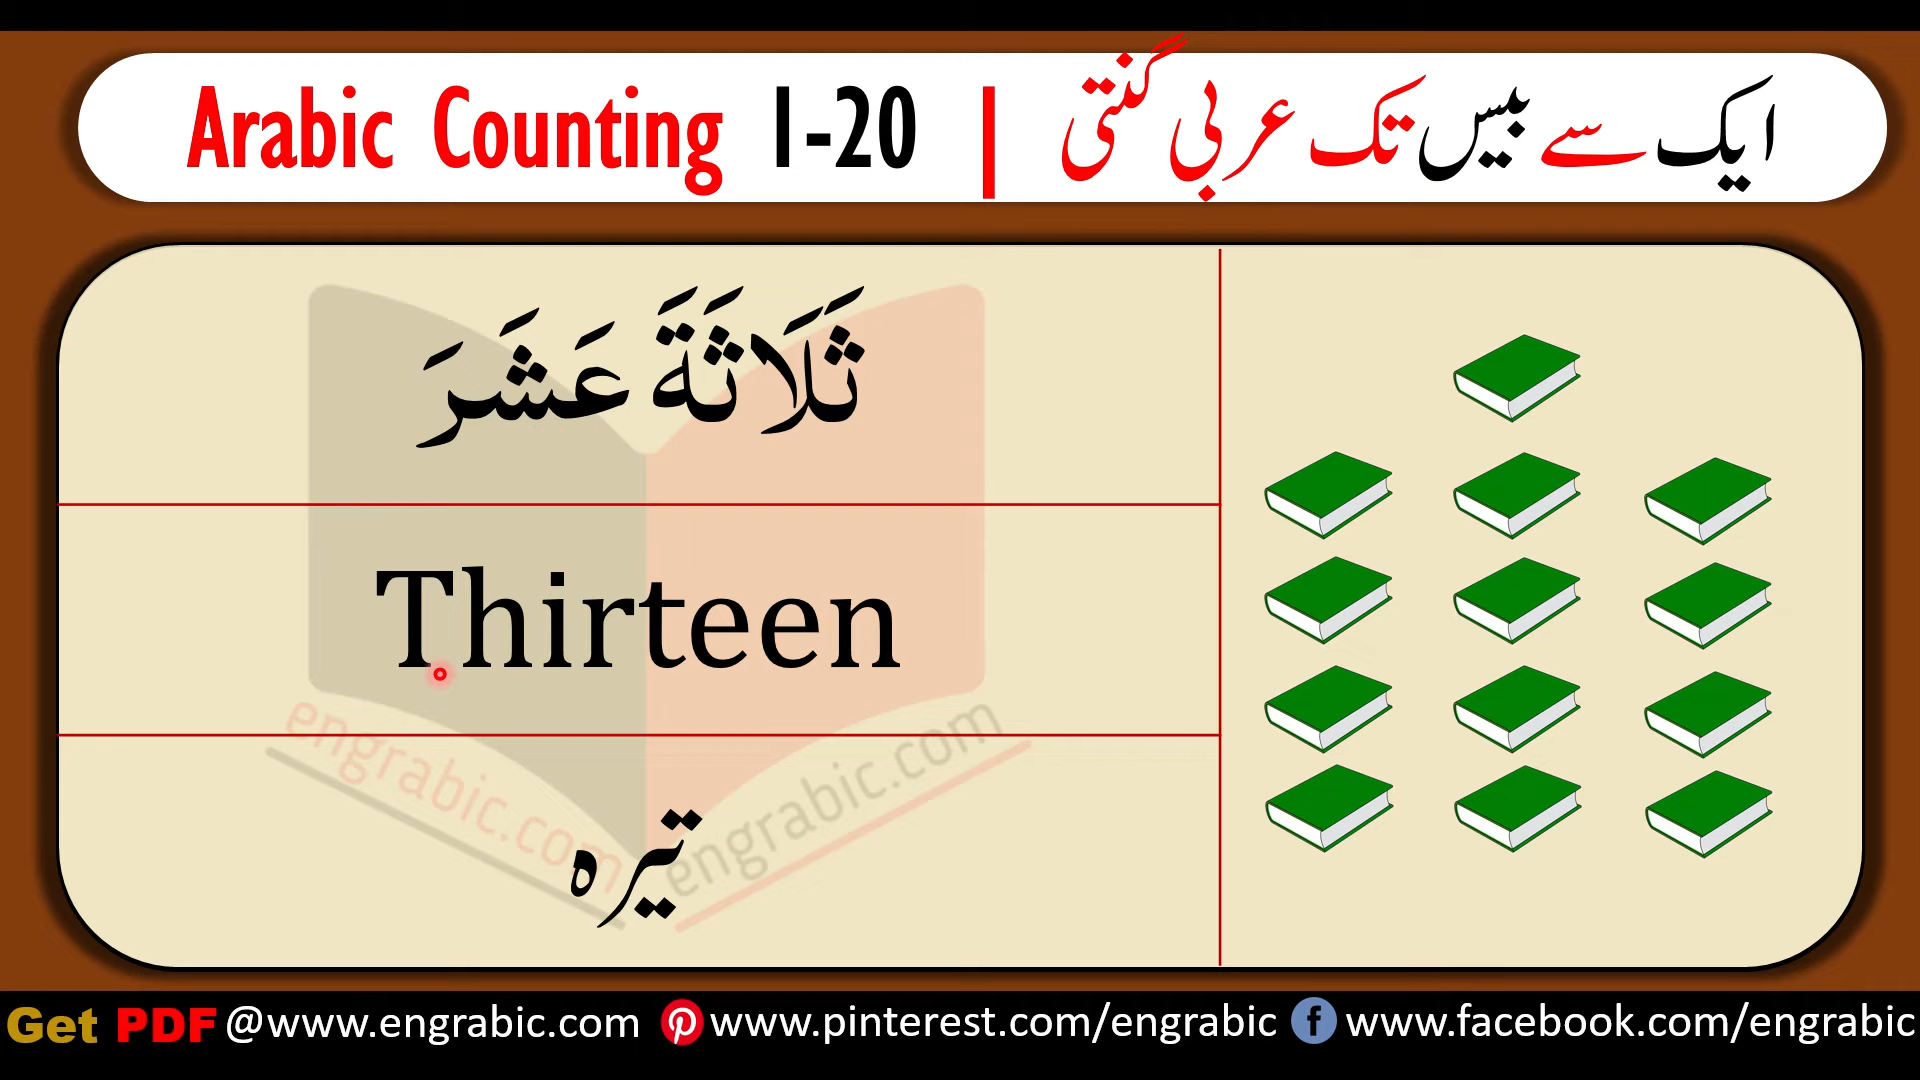 Arabic Counting 1-20 | ایک سے بیس تک عربی گنتی
ثَلَاثَةَ عَشَرَ
Thirteen
تیرہ
engrabic.com engrabic.com
Get PDF @www.engrabic.com www.pinterest.com/engrabic www.facebook.com/engrabic